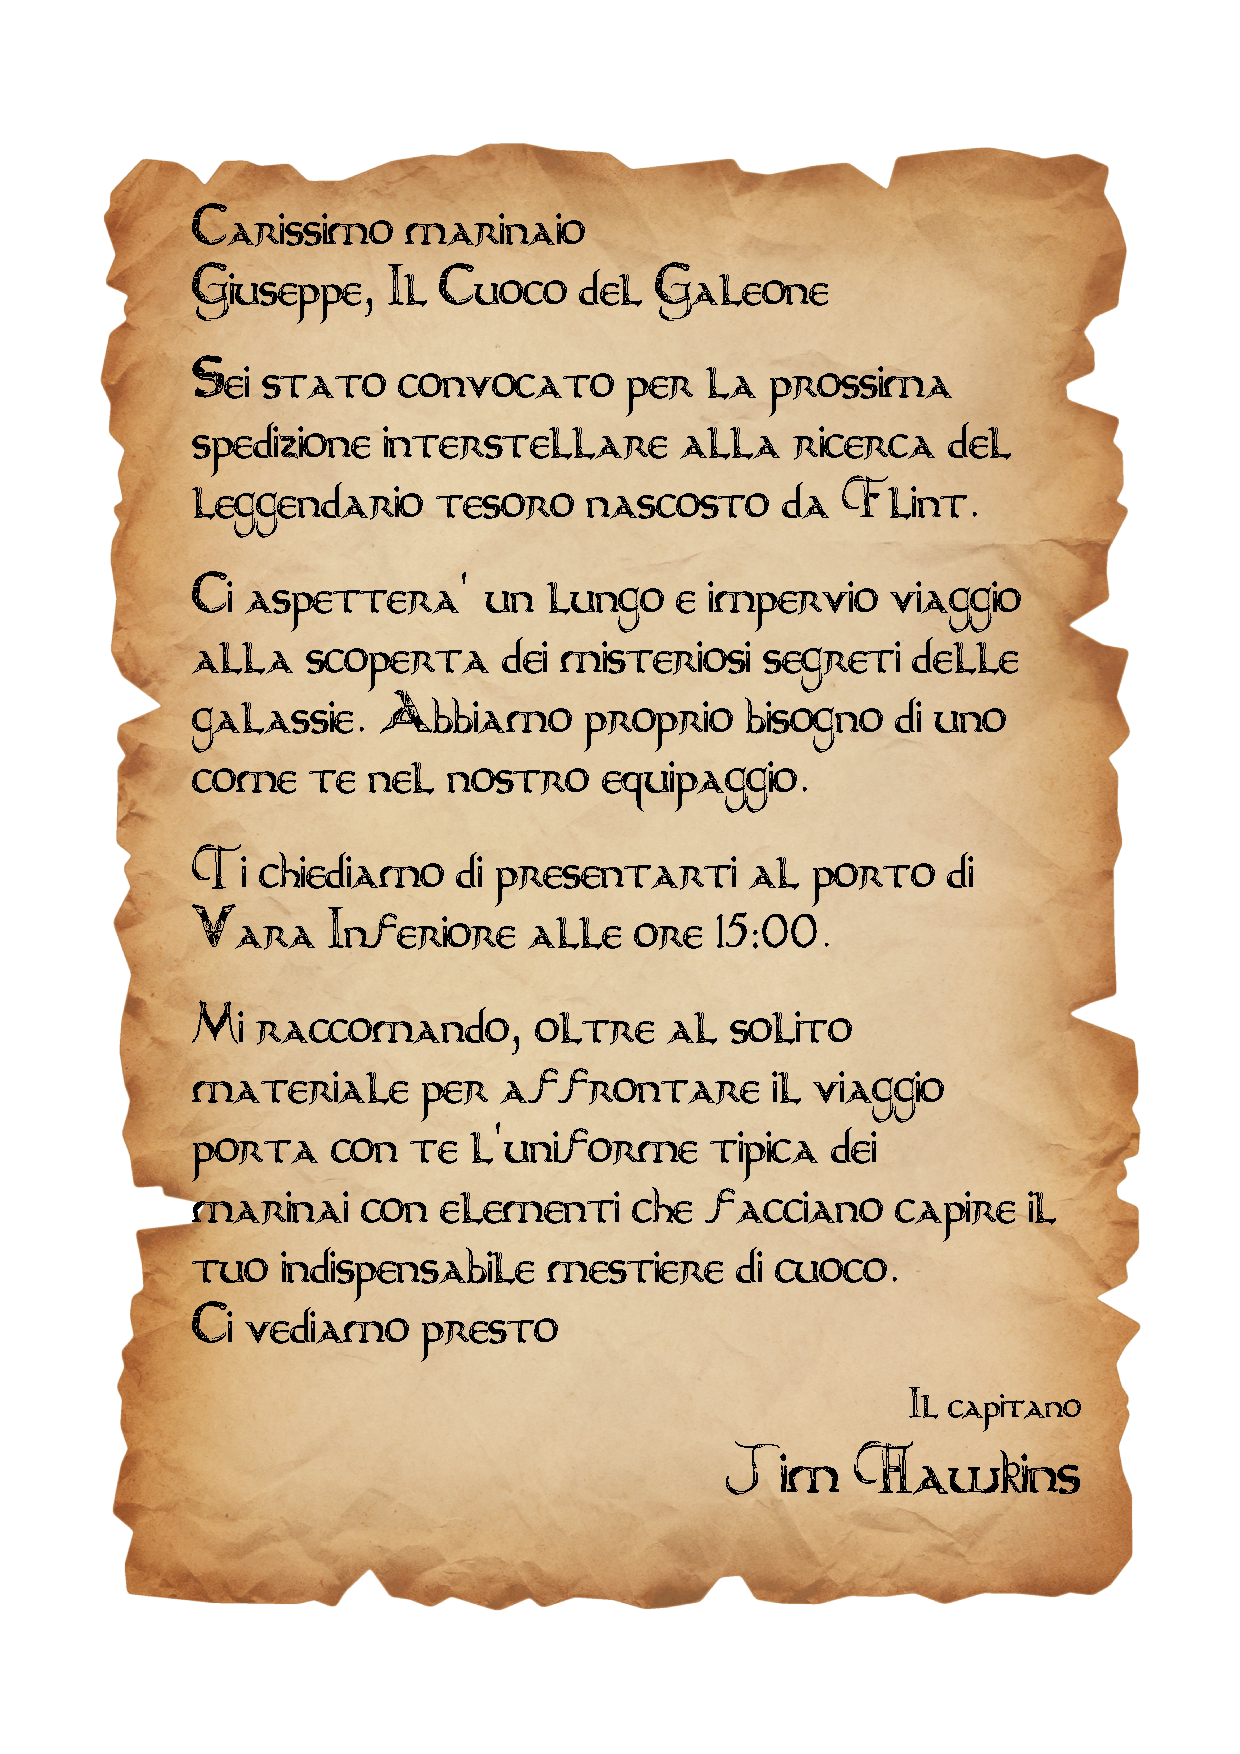 Carissimo marinaio
Giuseppe, Il Cuoco del Galeone
Sei stato convocato per la prossima
spedizione interstellare alla ricerca del
leggendario tesoro nascosto da Flint.
Ci aspettera' un lungo e impervio viaggio
alla scoperta dei misteriosi segreti delle
galassie. Abbiamo proprio bisogno di uno
come te nel nostro equipaggio.
Ti chiediamo di presentarti al porto di
Vara Inferiore alle ore 15:00.
Mi raccomando, oltre al solito
materiale per affrontare il viaggio
porta con te l'uniforme tipica dei
marinai con elementi che facciano capire il
tuo indispensabile mestiere di cuoco.
Ci vediamo presto
Il capitano
Jim Hawkins